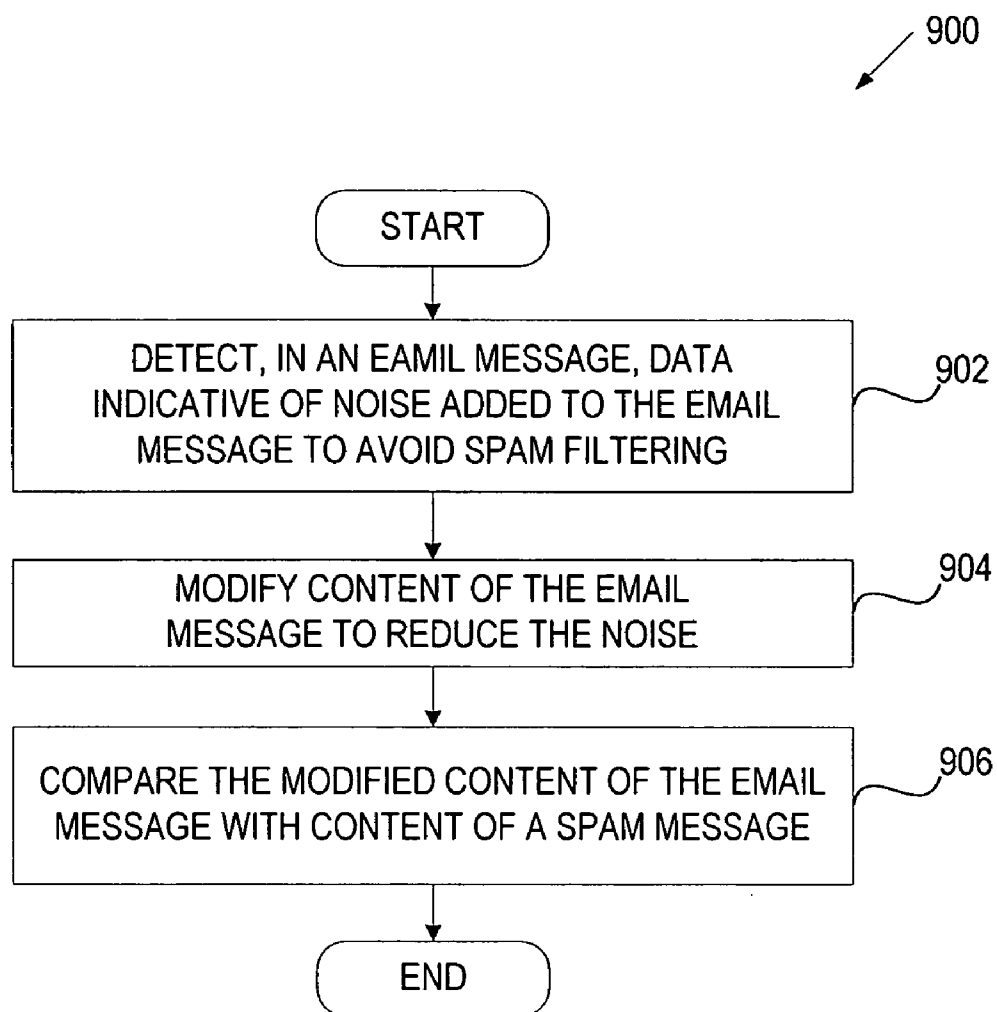 900
START
DETECT, IN AN EAMIL MESSAGE, DATA
INDICATIVE OF NOISE ADDED TO THE EMAIL
MESSAGE TO AVOID SPAM FILTERING
902
MODIFY CONTENT OF THE EMAIL
MESSAGE TO REDUCE THE NOISE
904
COMPARE THE MODIFIED CONTENT OF THE EMAIL
MESSAGE WITH CONTENT OF A SPAM MESSAGE
906
END